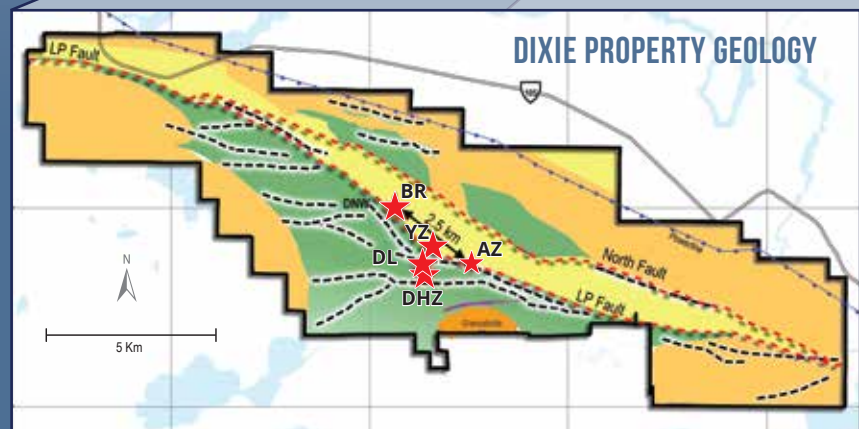 DIXIE PROPERTY GEOLOGY
LP Fault
BR
DNW
2.5 km
YZ
DL
AZ
DHZ
North Fault
LP Fault
Powerline
N
5 Km